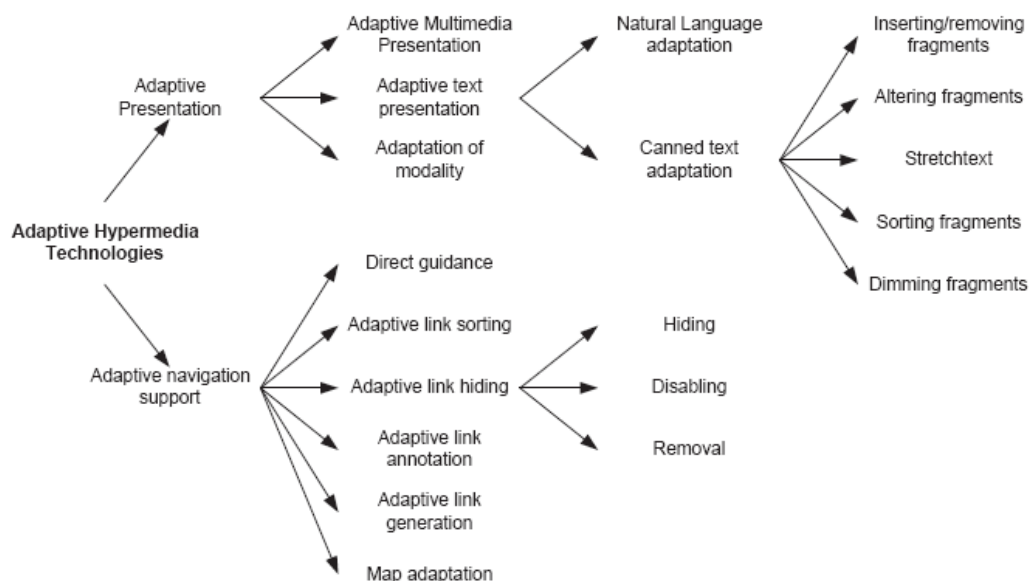 Adaptive Multimedia
Presentation
Natural Language
adaptation
Inserting/removing
fragments
Adaptive
Presentation
Adaptive text
presentation
Altering fragments
Adaptation of
modality
Canned text
adaptation
Stretchtext
Sorting fragments
Adaptive Hypermedia
Technologies
Direct guidance
Dimming fragments
Adaptive link sorting
Hiding
Adaptive navigation
support
Adaptive link hiding
Disabling
Adaptive link
annotation
Removal
Adaptive link
generation
Map adaptation